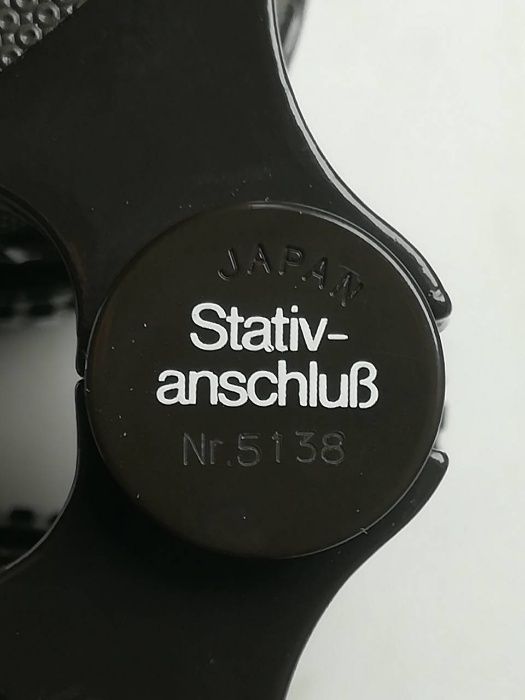 JAPAN
Stativ-
anschluß
Nr.5138